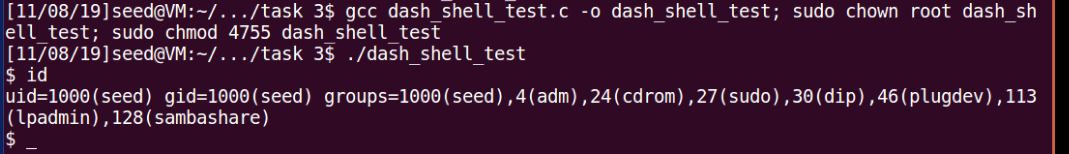 [11/08/19]seed@VM:~/.../task 3$ gcc dash_shell_test.c -o dash_shell_test; sudo chown root dash_sh
ell_test; sudo chmod 4755 dash_shell_test
[11/08/19]seed@VM:~/.../task 3$ ./dash_shell_test
$ id
uid=1000(seed) gid=1000(seed) groups=1000(seed),4(adm),24(cdrom),27(sudo),30(dip),46(plugdev),113
(lpadmin),128(sambashare)
$ _